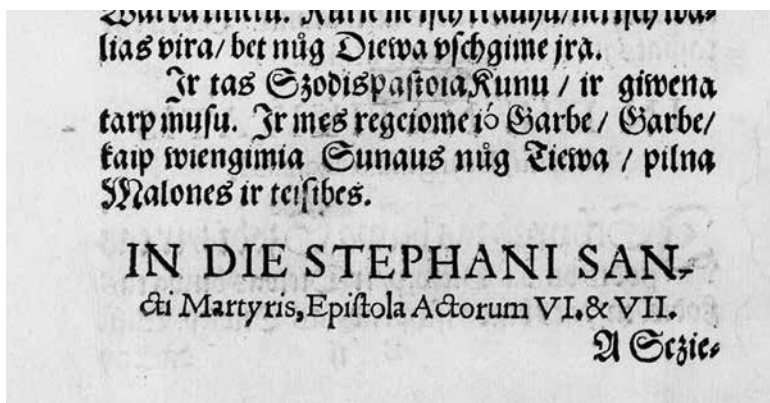 lias vira/ bet nůg Diewa vſchgime jra.
Jr tas Szodis paſtoia Kunu / ir giwena
tarp muſu. Jr mes regeiome ió Garbe / Garbe/
kaip wiengimia Sunaus nůg Tiewa / pilna
Malones ir teiſibes.
IN DIE STEPHANI SAN-
cti Martyris, Epiſtola Actorum VI. & VII.
A Sezie-